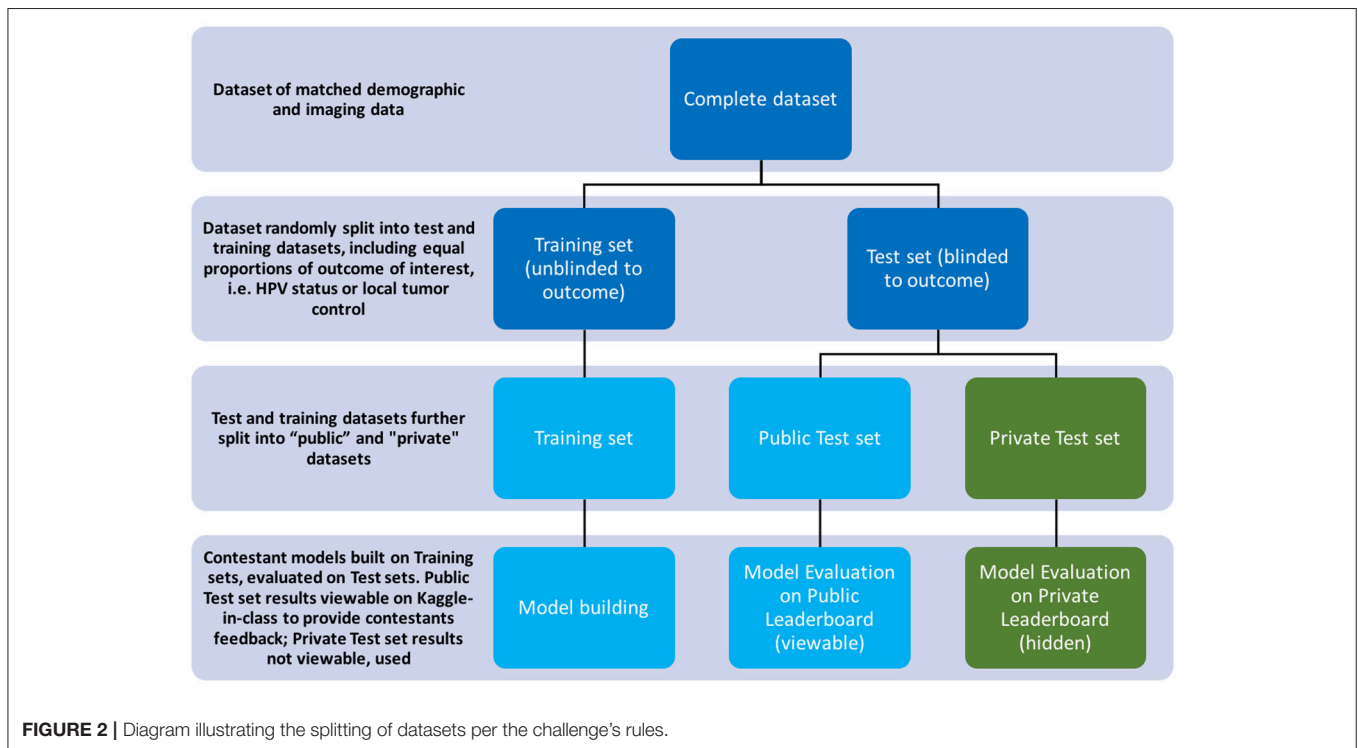 Dataset of matched demographic
and imaging data
Complete dataset
Dataset randomly split into test and
training datasets, including equal
proportions of outcome of interest,
i.e. HPV status or local tumor
control
Training set
(unblinded to
outcome)
Test set (blinded
to outcome)
Test and training datasets further
split into “public” and "private"
datasets
Training set
Public Test set
Private Test set
Contestant models built on Training
sets, evaluated on Test sets. Public
Test set results viewable on Kaggle-
in-class to provide contestants
feedback; Private Test set results
not viewable, used
Model building
Model Evaluation
on Public
Leaderboard
(viewable)
Model Evaluation
on Private
Leaderboard
(hidden)
FIGURE 2 | Diagram illustrating the splitting of datasets per the challenge’s rules.